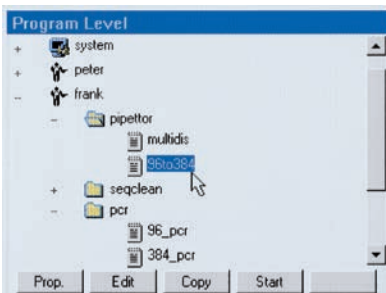 Program Level
system
peter
frank
pipettor
multidis
96to384
seqclean
pcr
96_pcr
384_pcr
Prop. Edit Copy Start